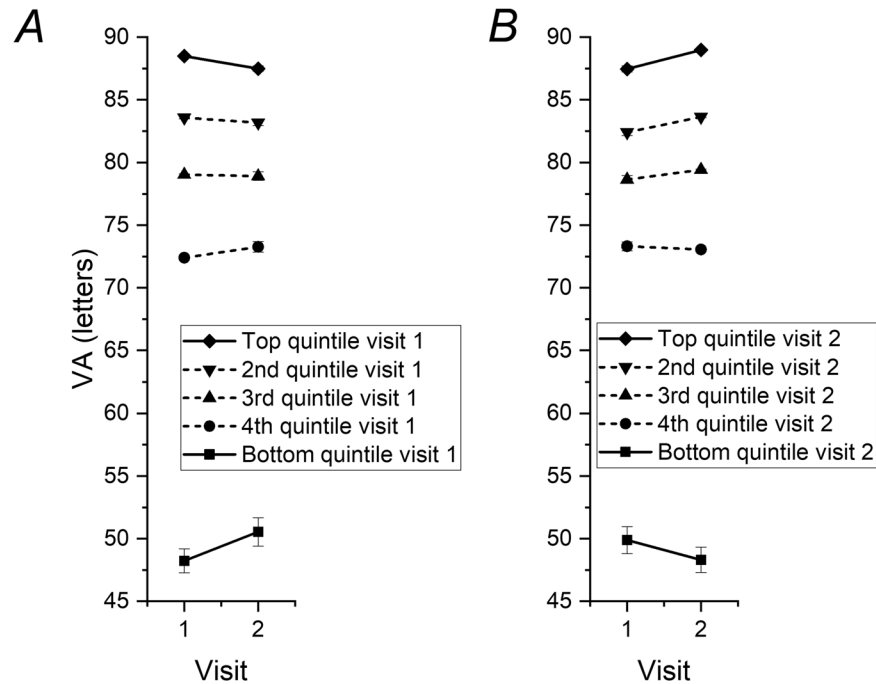 A
VA (letters)
90
85
80
75
70
65
60
55
50
45
Top quintile visit 1
2nd quintile visit 1
3rd quintile visit 1
4th quintile visit 1
Bottom quintile visit 1
1 2
Visit
B
90
85
80
75
70
65
60
55
50
45
Top quintile visit 2
2nd quintile visit 2
3rd quintile visit 2
4th quintile visit 2
Bottom quintile visit 2
1 2
Visit